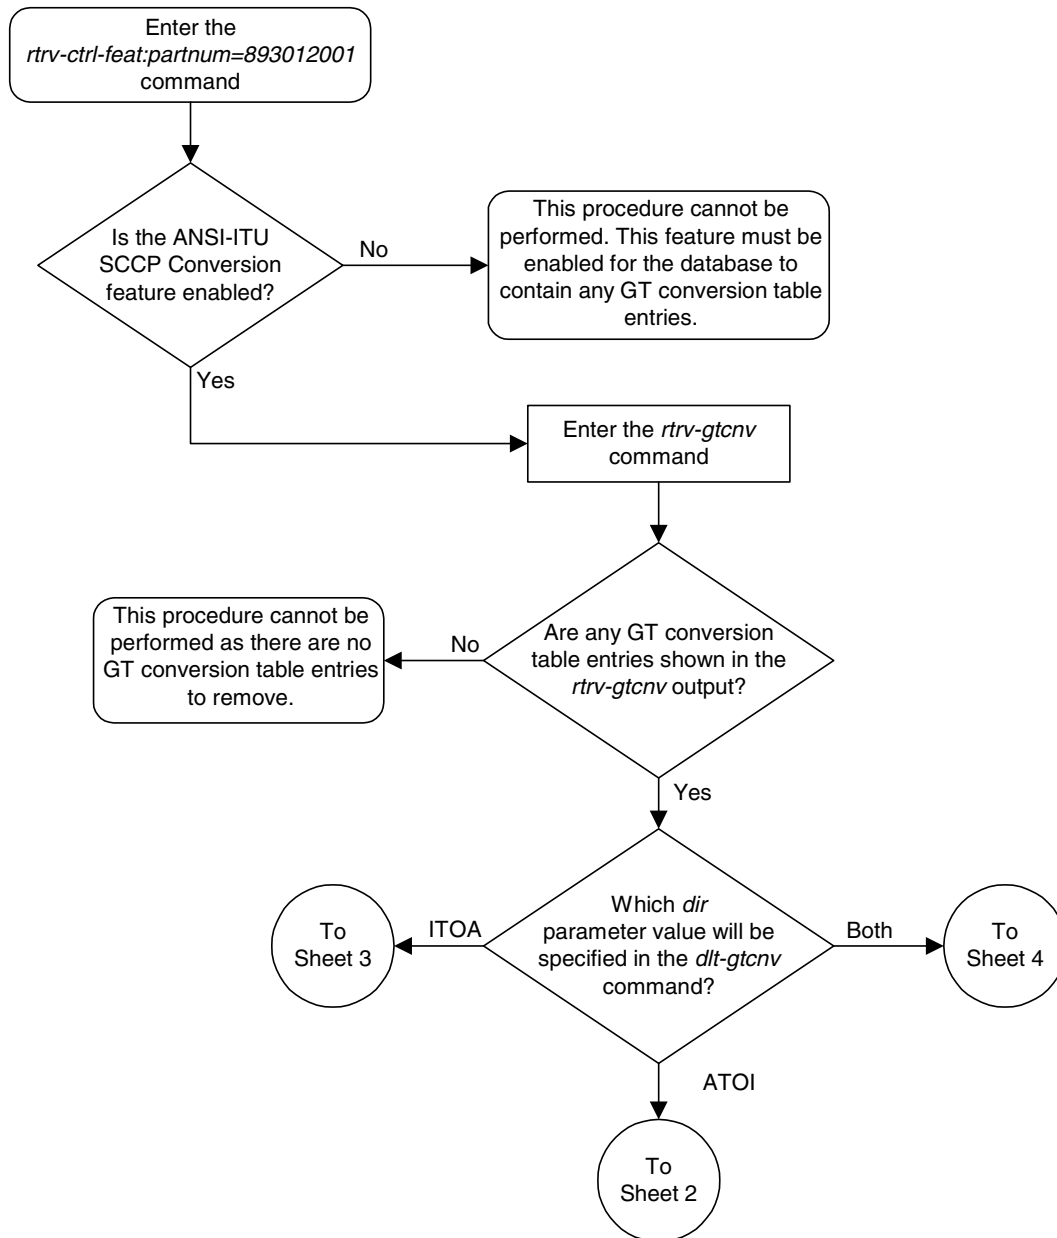 Enter the
rtrv-ctrl-feat:partnum=893012001
command
Is the ANSI-ITU
SCCP Conversion
feature enabled?
No
This procedure cannot be
performed. This feature must be
enabled for the database to
contain any GT conversion table
entries.
Yes
Enter the rtrv-gtcnv
command
Are any GT conversion
table entries shown in the
rtrv-gtcnv output?
No
This procedure cannot be
performed as there are no
GT conversion table entries
to remove.
Yes
Which dir
parameter value will be
specified in the dlt-gtcnv
command?
ITOA
To
Sheet 3
Both
To
Sheet 4
ATOI
To
Sheet 2